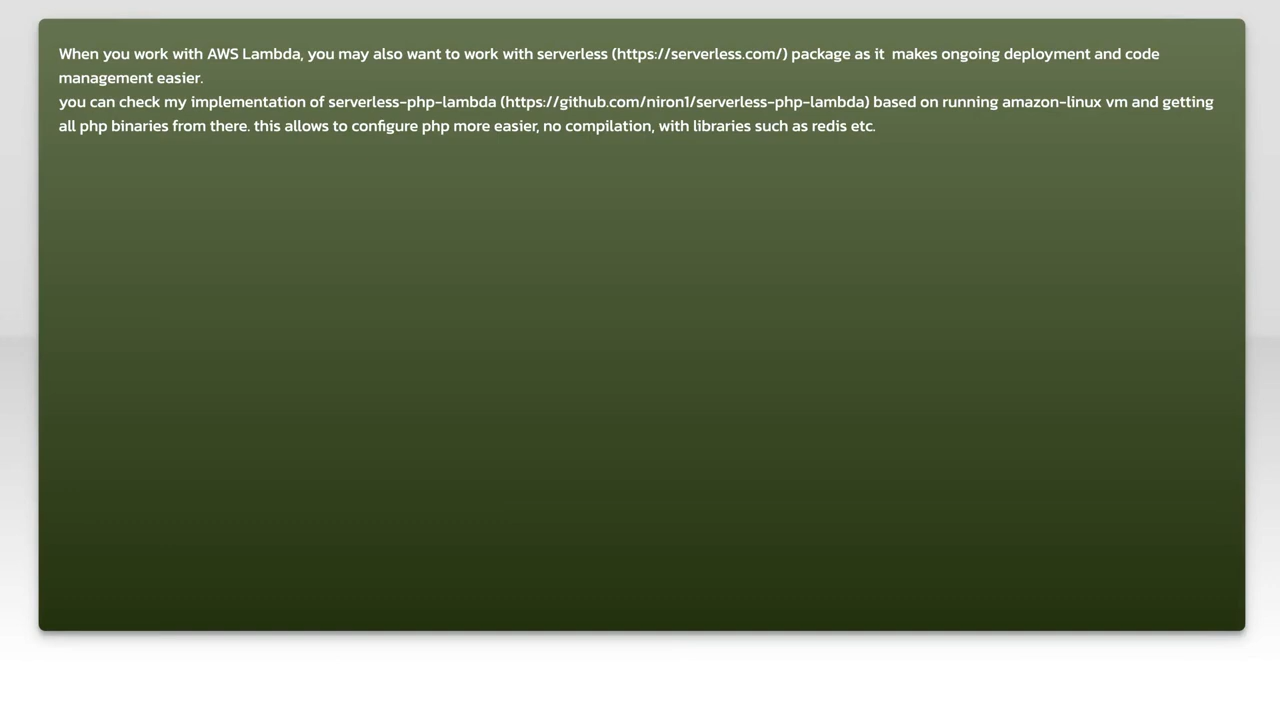 When you work with AWS Lambda, you may also want to work with serverless (https://serverless.com/) package as it  makes ongoing deployment and code
management easier.
you can check my implementation of serverless-php-lambda (https://github.com/niron1/serverless-php-lambda) based on running amazon-linux vm and getting
all php binaries from there. this allows to configure php more easier, no compilation, with libraries such as redis etc.